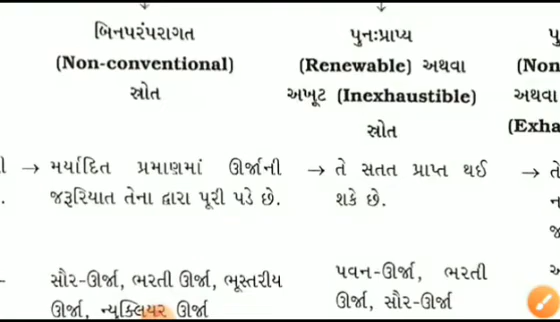 બિનપરંપરાગત
(Non-conventional)
સ્રોત
→ મર્યાદિત પ્રમાણમાં ઊર્જાની
જરૂરિયાત તેના દ્વારા પૂરી પડે છે.
સૌર-ઊર્જા, ભરતી ઊર્જા, ભૂસ્તરીય
ઊર્જા, ન્યૂક્લિયર ઊર્જા
પુનઃપ્રાપ્ય
(Renewable) અથવા
અખૂટ (Inexhaustible)
સ્રોત
→ તે સતત પ્રાપ્ત થઈ
શકે છે.
પવન-ઊર્જા, ભરતી
ઊર્જા, સૌર-ઊર્જા
(Non
અથવા
(Exha
→ તે